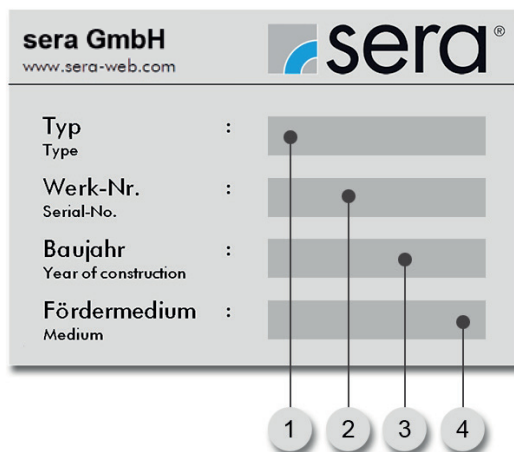 sera GmbH
www.sera-web.com
sera®
Typ :
Type
Werk-Nr. :
Serial-No.
Baujahr :
Year of construction
Fördermedium :
Medium
1 2 3 4